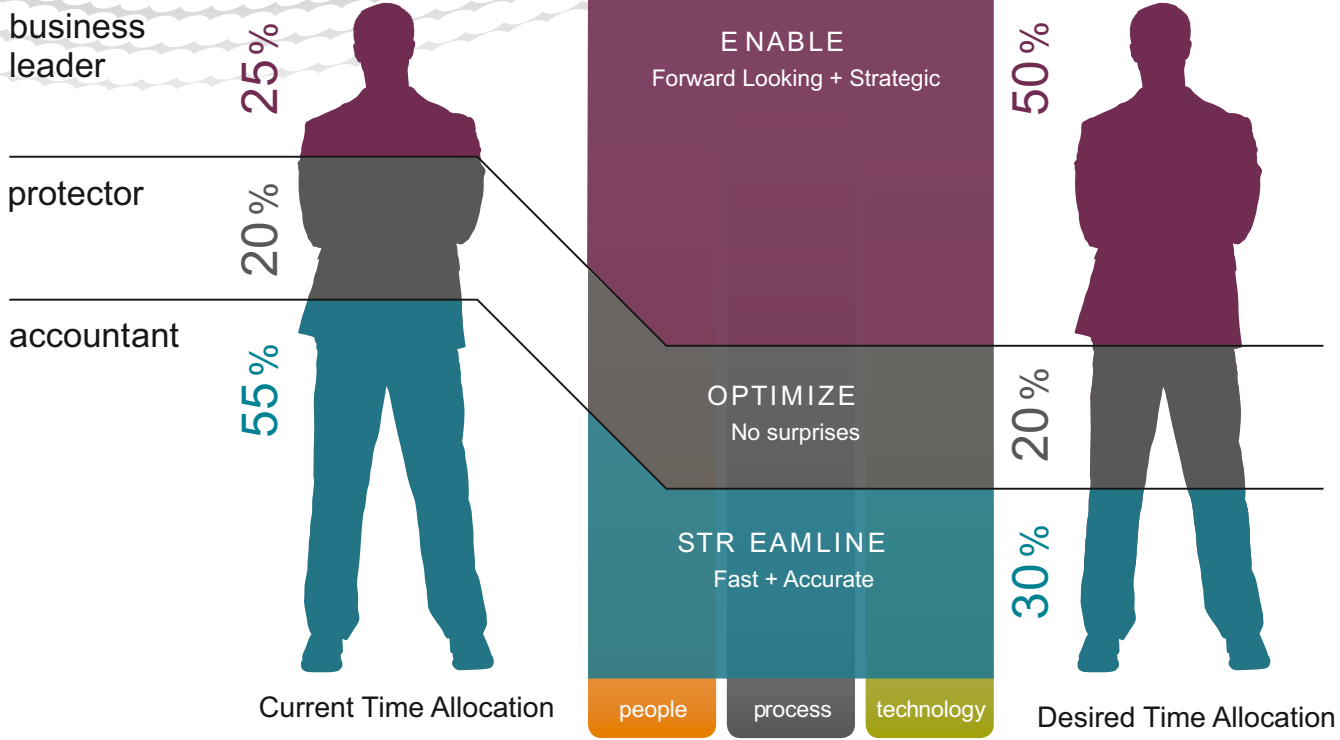 business
leader
25%
protector
20%
accountant
55%
Current Time Allocation
ENABLE
Forward Looking + Strategic
OPTIMIZE
No surprises
STR EAMLINE
Fast + Accurate
people
process
technology
50%
20%
30%
Desired Time Allocation